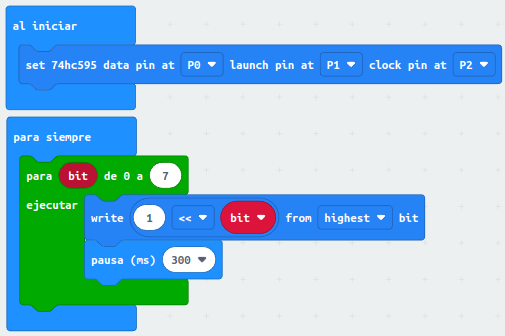 al iniciar
set 74hc595 data pin at P0 launch pin at P1 clock pin at P2
para siempre
para bit de 0 a 7
ejecutar
write 1 << bit from highest bit
pausa (ms) 300